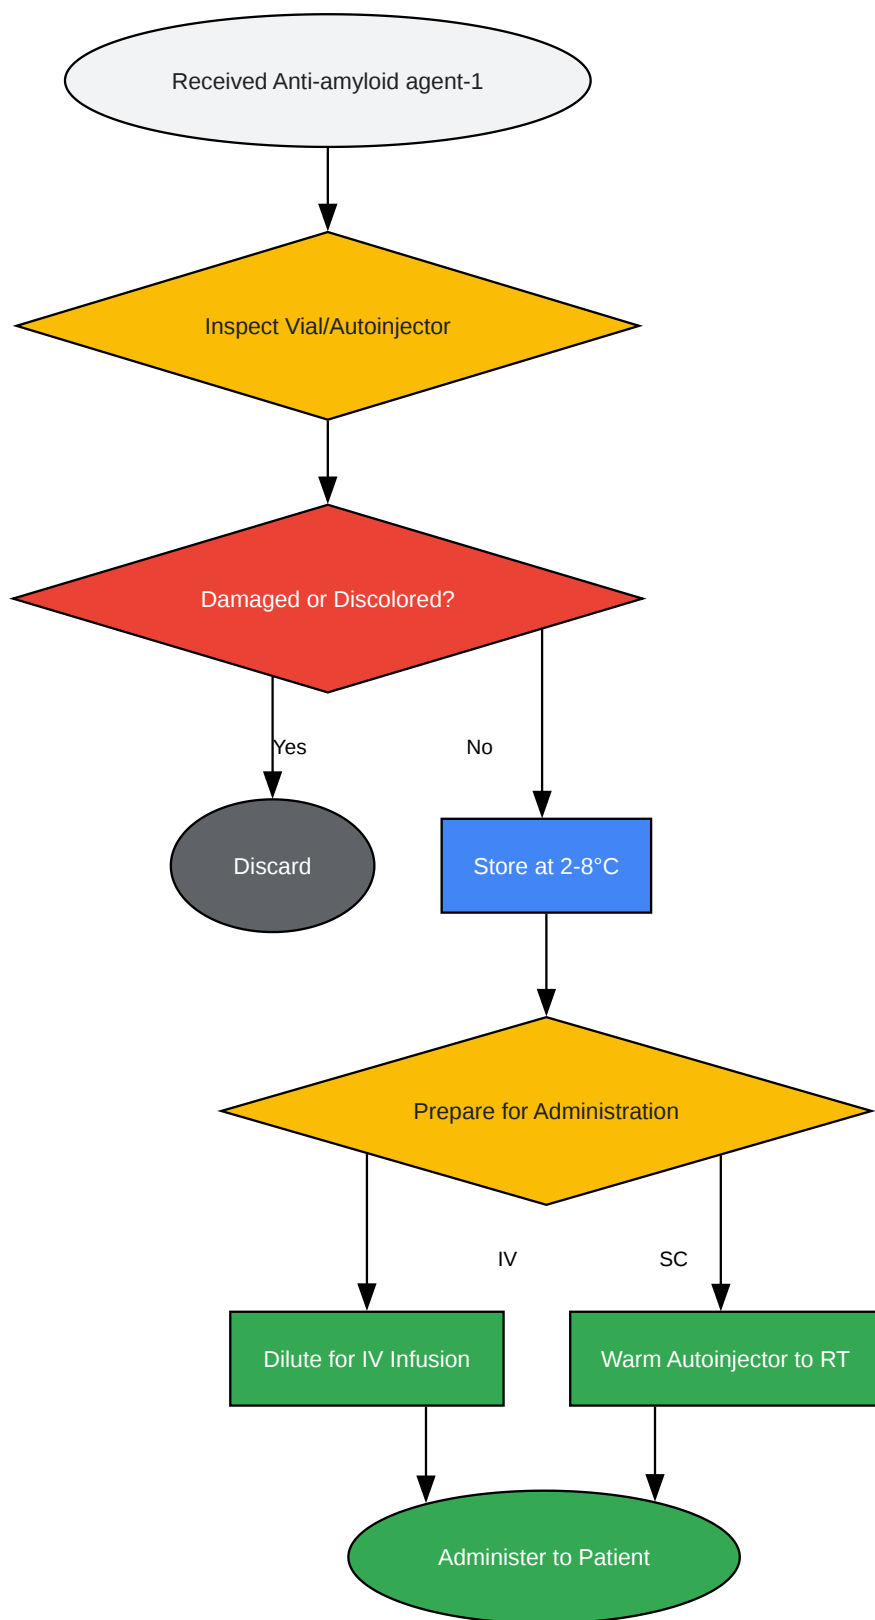 Received Anti-amyloid agent-1
Inspect Vial/Autoinjector
Damaged or Discolored?
Yes
No
Discard
Store at 2-8°C
Prepare for Administration
IV
SC
Dilute for IV Infusion
Warm Autoinjector to RT
Administer to Patient